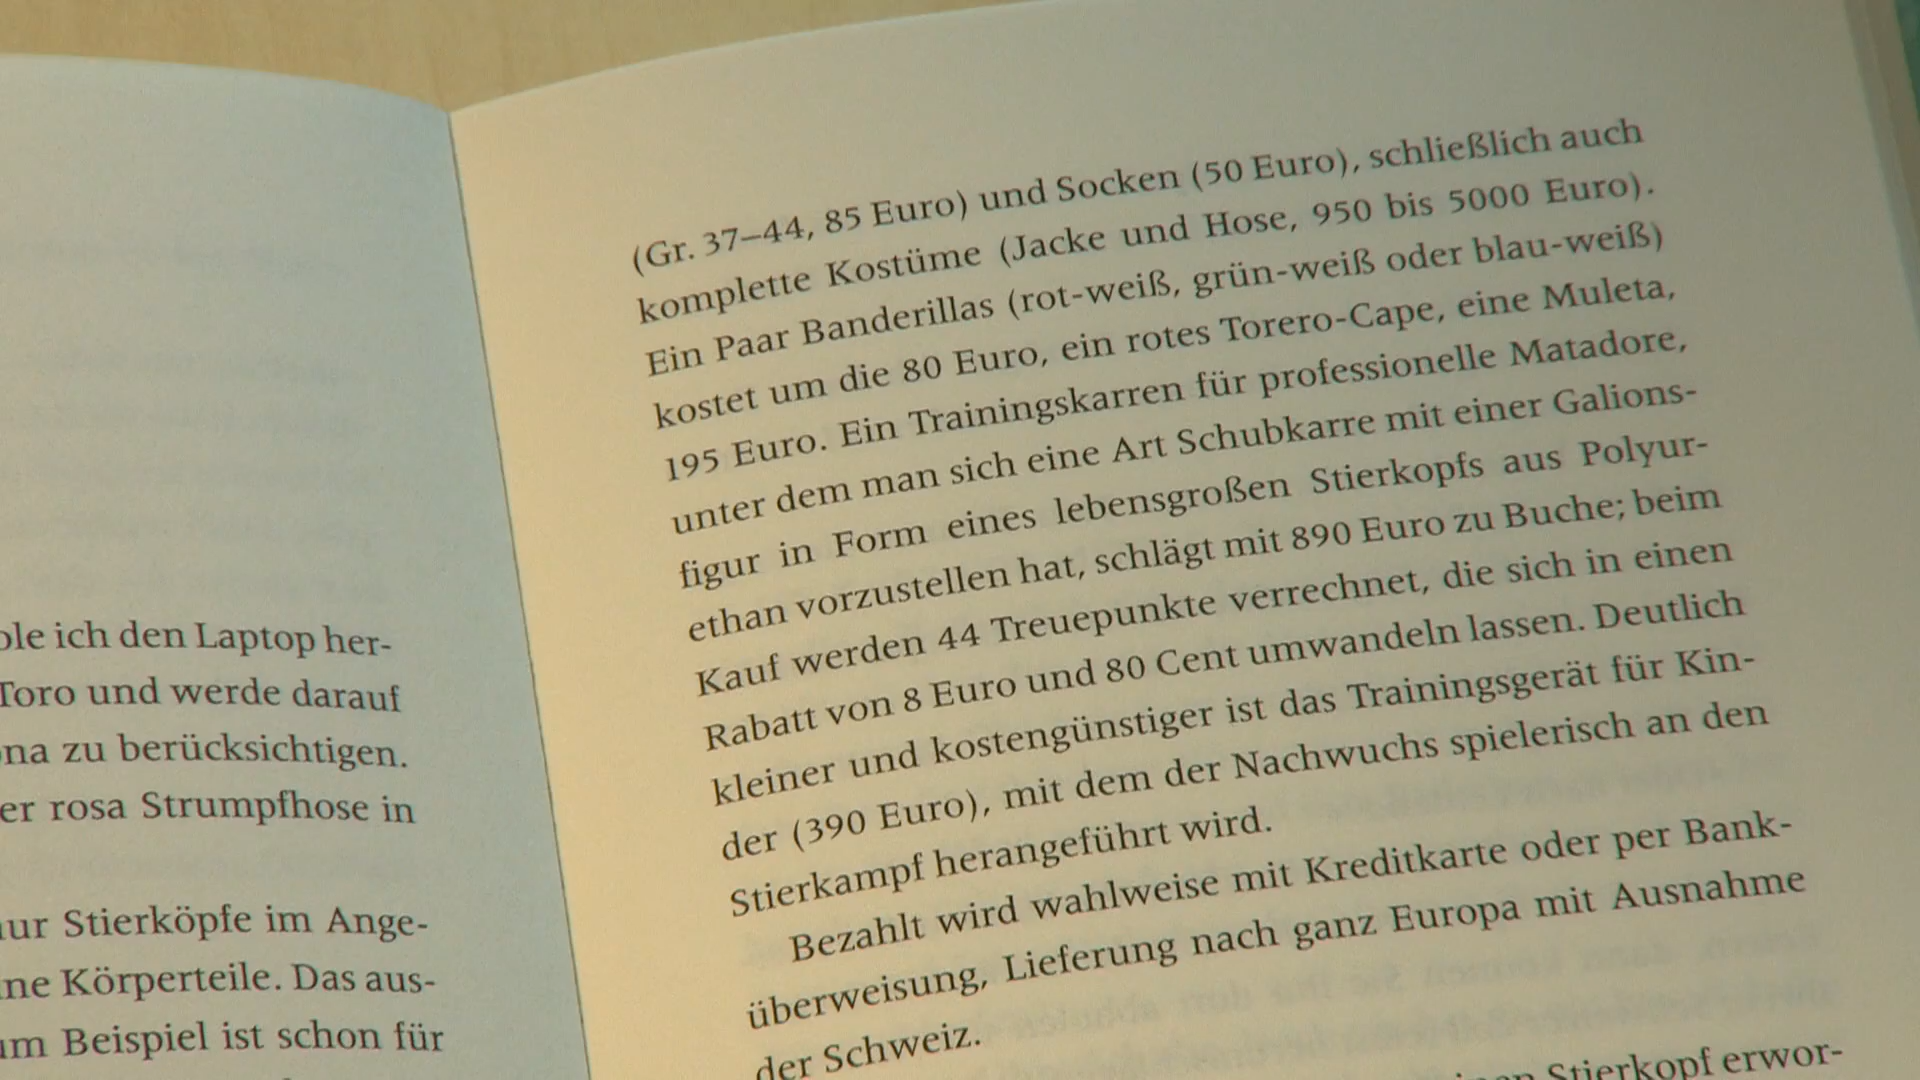 ich den Laptop her-
Toro und werde darauf
zu berücksichtigen.
rosa Strumpfhose in
Stierköpfe im Ange-
Körperteile. Das aus-
Beispiel ist schon für
(Gr. 37–44, 85 Euro) und Socken (50 Euro), schließlich auch
komplette Kostüme (Jacke und Hose, 950 bis 5000 Euro).
Ein Paar Banderillas (rot-weiß, grün-weiß oder blau-weiß)
kostet um die 80 Euro, ein rotes Torero-Cape, eine Muleta,
195 Euro. Ein Trainingskarren für professionelle Matadore,
unter dem man sich eine Art Schubkarre mit einer Galions-
figur in Form eines lebensgroßen Stierkopfs aus Polyur-
ethan vorzustellen hat, schlägt mit 890 Euro zu Buche; beim
Kauf werden 44 Treuepunkte verrechnet, die sich in einen
Rabatt von 8 Euro und 80 Cent umwandeln lassen. Deutlich
kleiner und kostengünstiger ist das Trainingsgerät für Kin-
der (390 Euro), mit dem der Nachwuchs spielerisch an den
Stierkampf herangeführt wird.
Bezahlt wird wahlweise mit Kreditkarte oder per Bank-
überweisung, Lieferung nach ganz Europa mit Ausnahme
der Schweiz.
Stierkopf erwor-